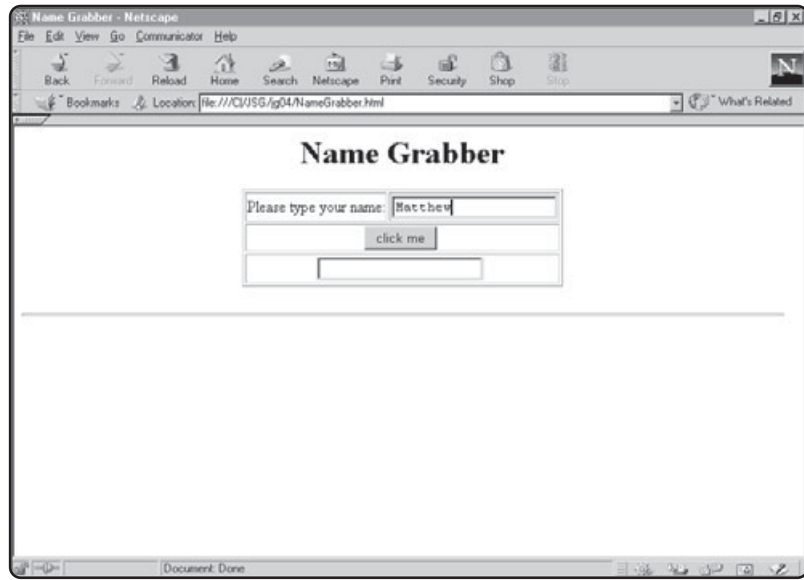 Name Grabber - Netscape
File Edit View Go Communicator Help
Back Forward Reload Home Search Netscape Print Security Shop Stop
Bookmarks Location: file:///C|/JSG/jg04/NameGrabber.html What's Related
Name Grabber
Please type your name: Matthew
click me
Document: Done